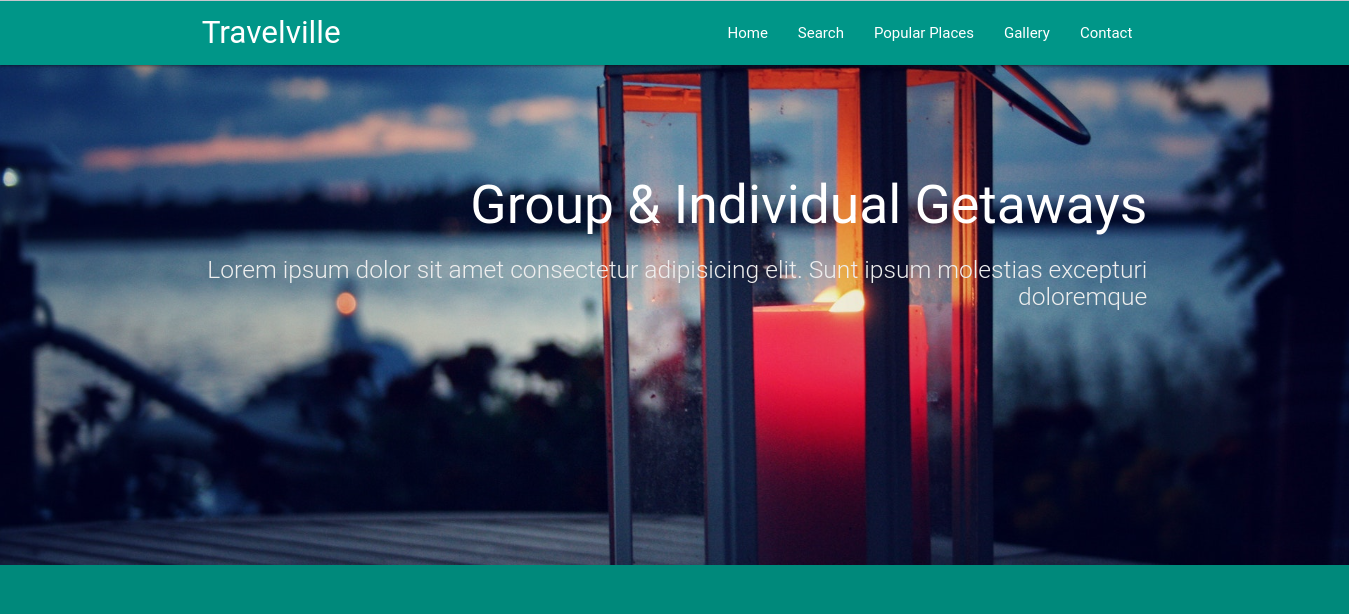 Travelville
Home Search Popular Places Gallery Contact
Group & Individual Getaways
Lorem ipsum dolor sit amet consectetur adipisicing elit. Sunt ipsum molestias excepturi
doloremque